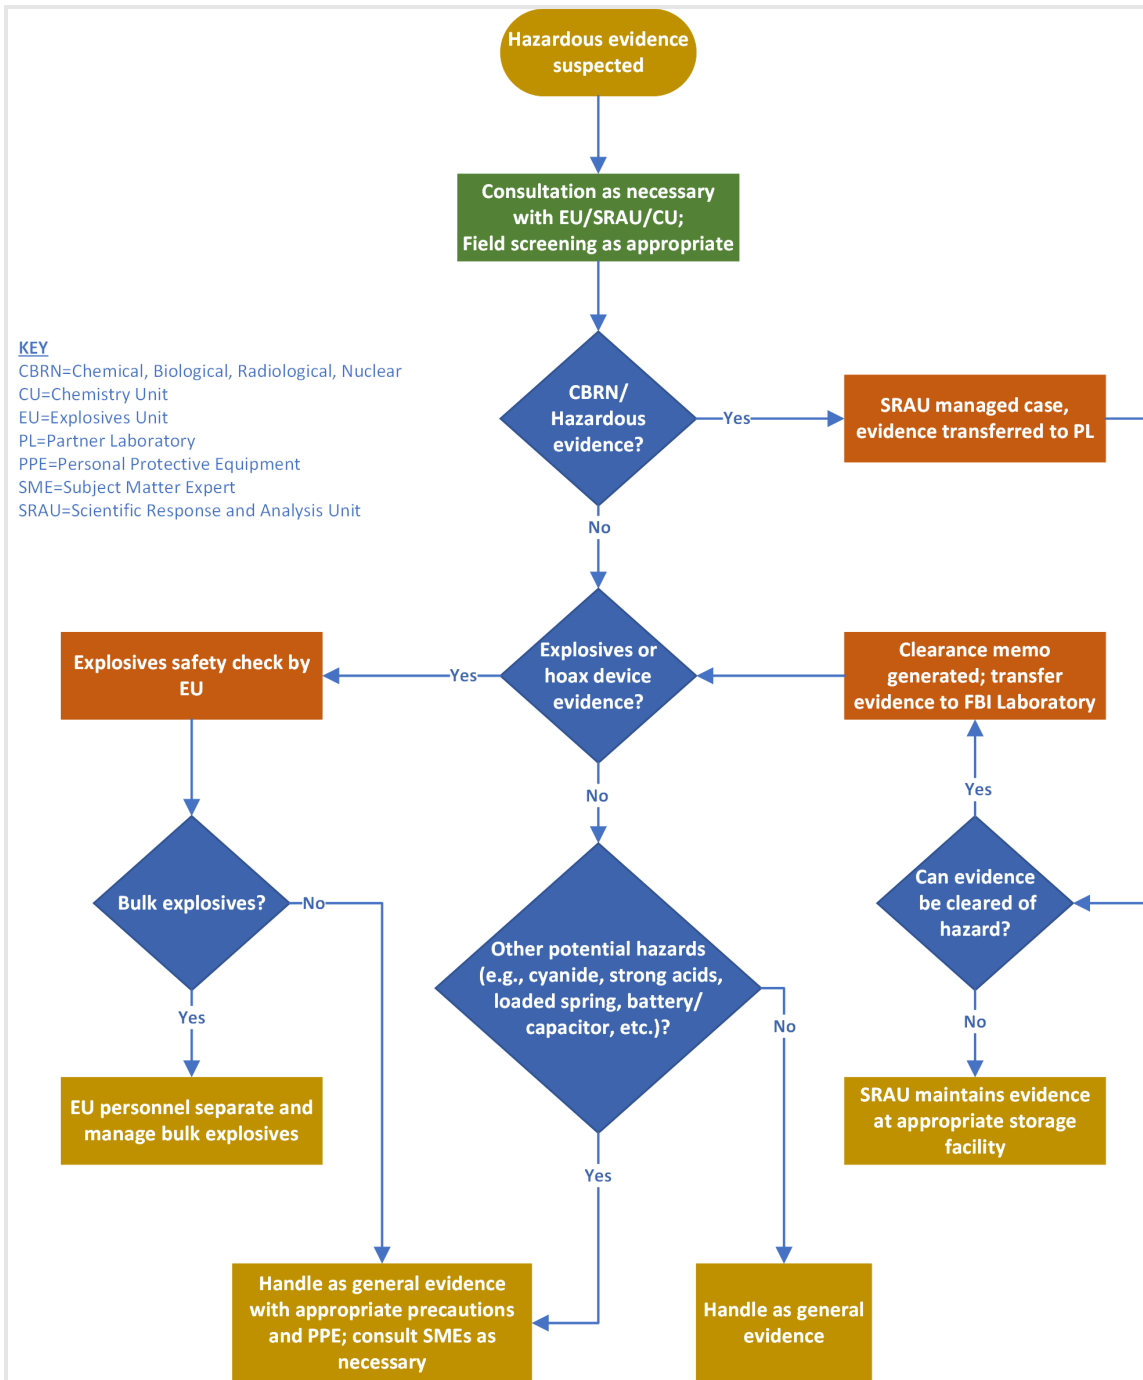 Hazardous evidence
suspected
Consultation as necessary
with EU/SRAU/CU;
Field screening as appropriate
KEY
CBRN=Chemical, Biological, Radiological, Nuclear
CU=Chemistry Unit
EU=Explosives Unit
PL=Partner Laboratory
PPE=Personal Protective Equipment
SME=Subject Matter Expert
SRAU=Scientific Response and Analysis Unit
CBRN/
Hazardous
evidence?
Yes
SRAU managed case,
evidence transferred to PL
No
Explosives safety check by
EU
Yes
Explosives or
hoax device
evidence?
Clearance memo
generated; transfer
evidence to FBI Laboratory
No
Yes
Bulk explosives?
No
Can evidence
be cleared of
hazard?
Other potential hazards
(e.g., cyanide, strong acids,
loaded spring, battery/
capacitor, etc.)?
Yes
No
No
EU personnel separate and
manage bulk explosives
SRAU maintains evidence
at appropriate storage
facility
Yes
Handle as general evidence
with appropriate precautions
and PPE; consult SMEs as
necessary
Handle as general
evidence